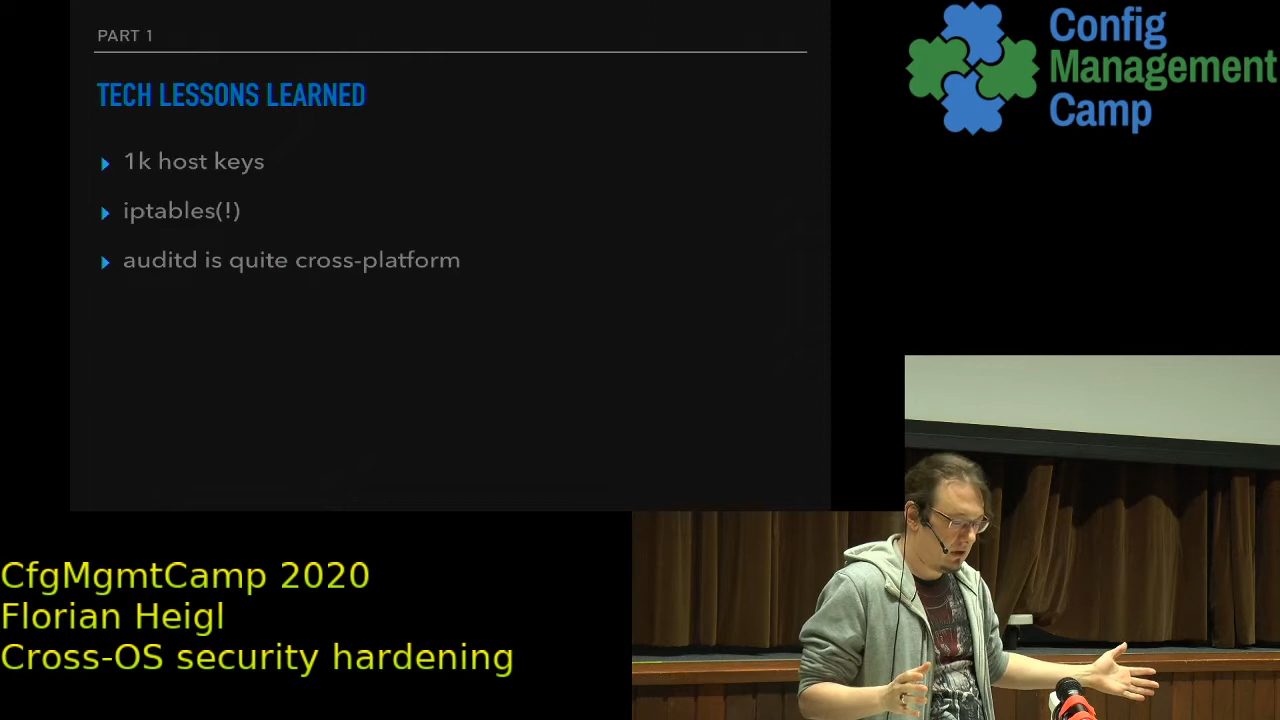 PART 1
TECH LESSONS LEARNED
1k host keys
iptables(!)
auditd is quite cross-platform
Config
Management
Camp
CfgMgmtCamp 2020
Florian Heigl
Cross-OS security hardening